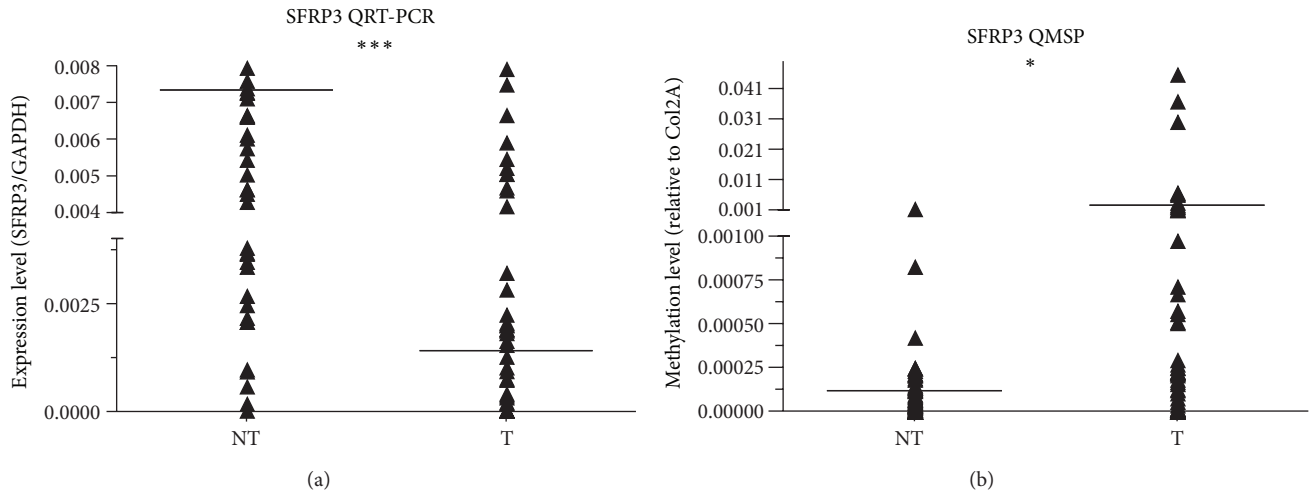 SFRP3 QRT-PCR
***
Expression level (SFRP3/GAPDH)
0.008
0.007
0.006
0.005
0.004
0.0025
0.0000
NT
T
(a)
SFRP3 QMSP
*
Methylation level (relative to Col2A)
0.041
0.031
0.021
0.011
0.001
0.00100
0.00075
0.00050
0.00025
0.00000
NT
T
(b)